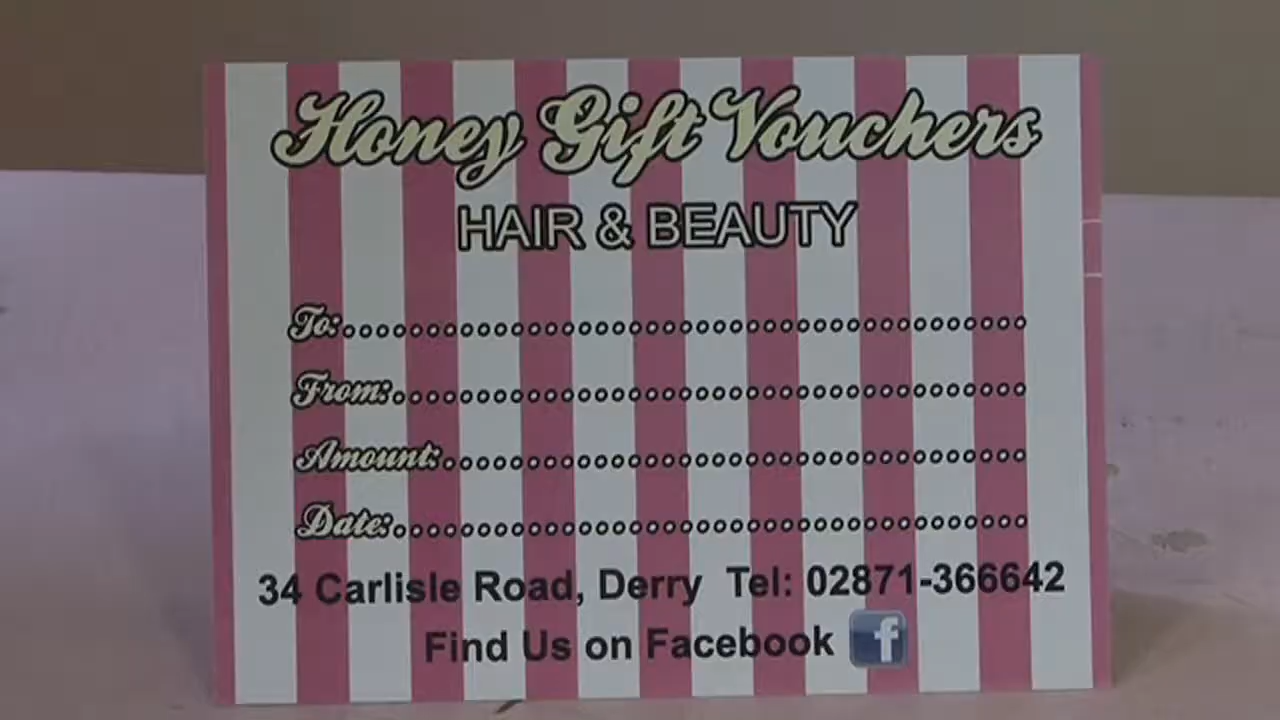 Honey Gift Vouchers
HAIR & BEAUTY
To:........................................
From:.....................................
Amount:..................................
Date:.....................................
34 Carlisle Road, Derry Tel: 02871-366642
Find Us on Facebook f